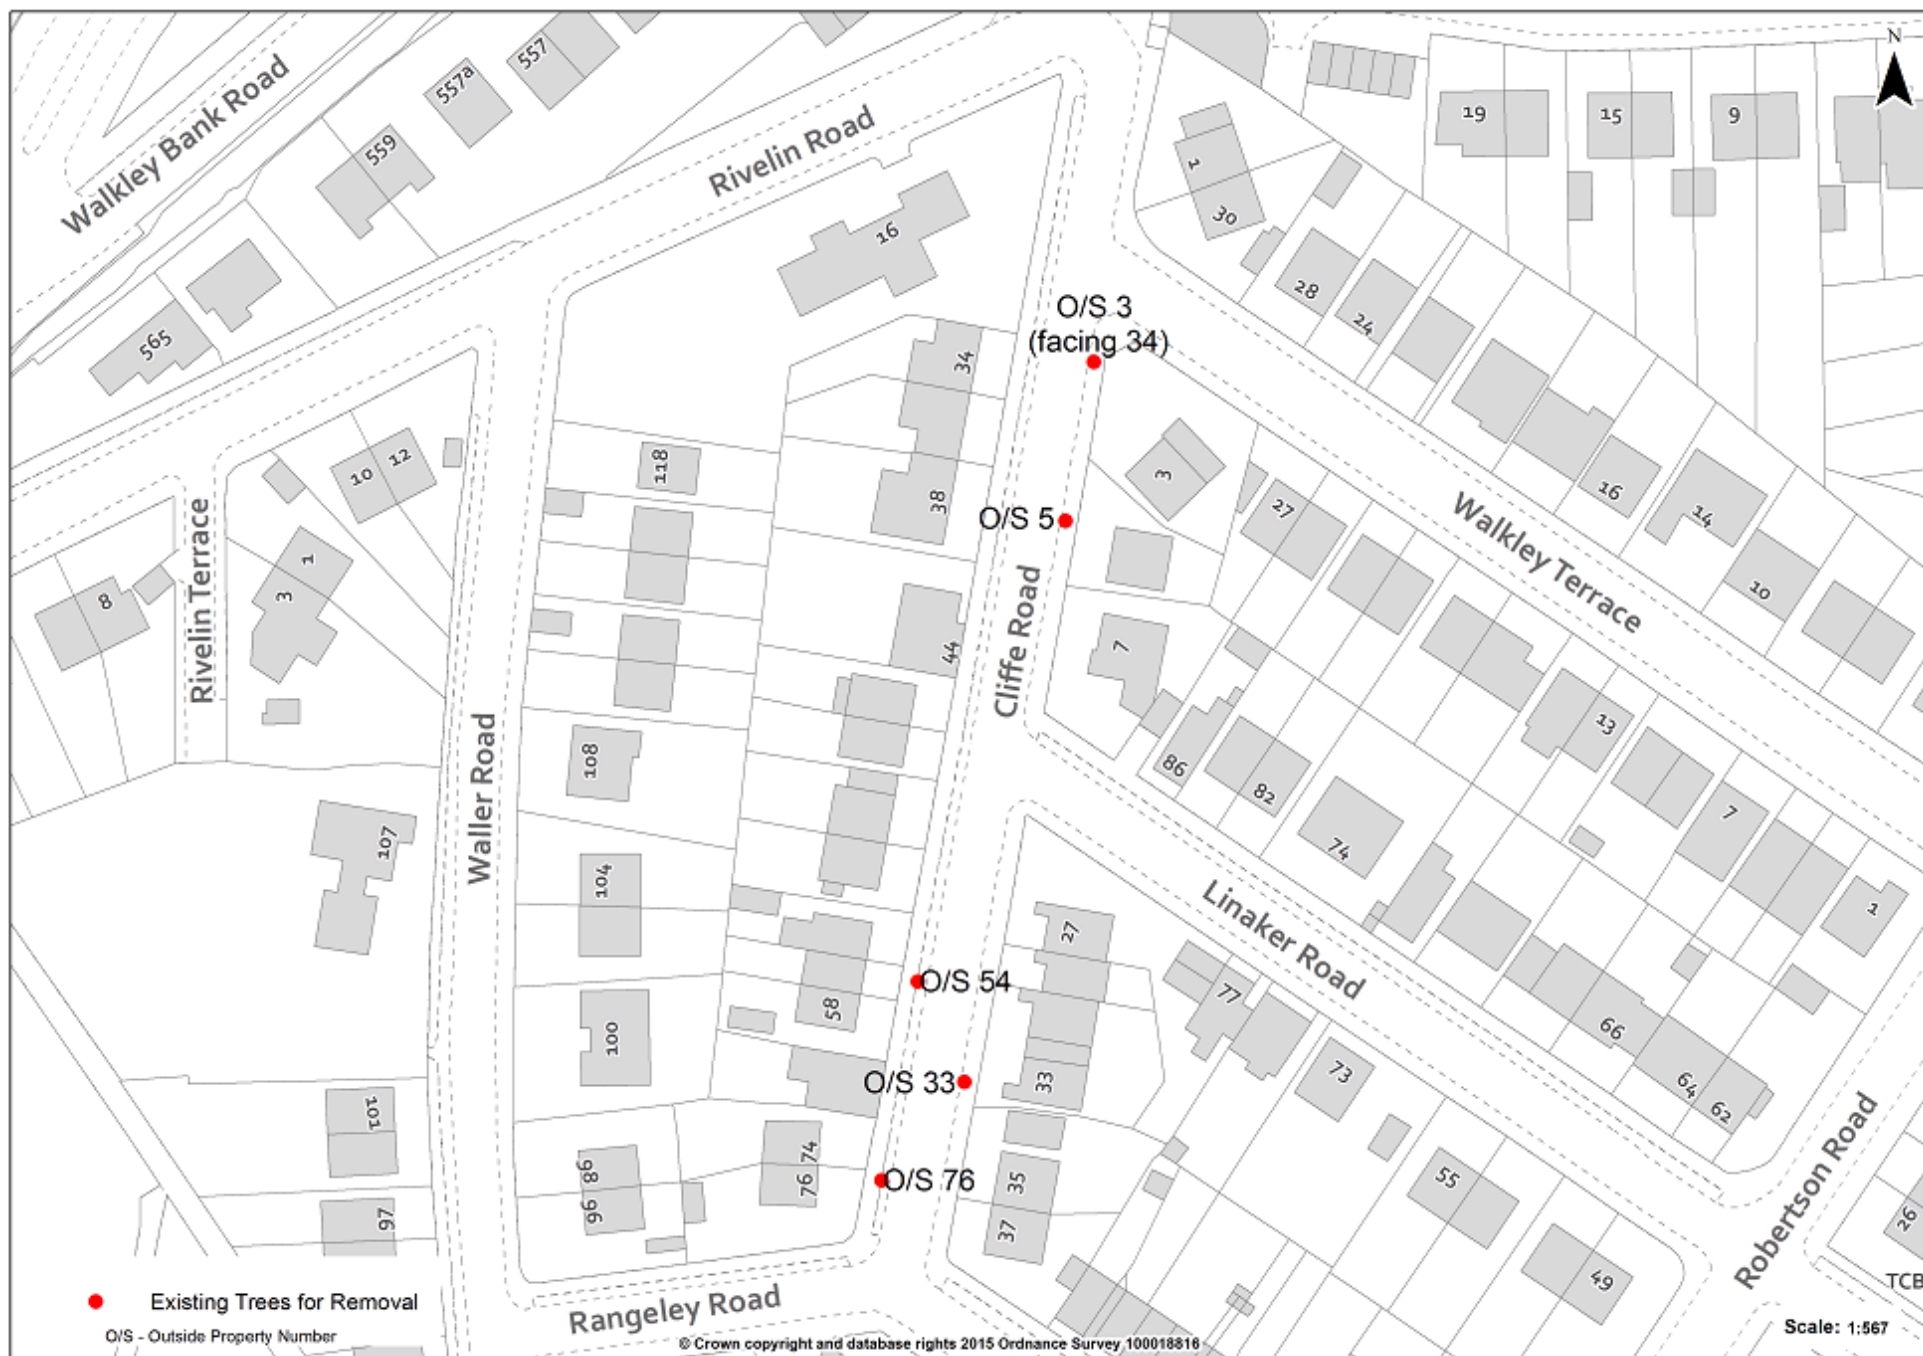 N
Walkley Bank Road
557a
557
559
565
Rivelin Road
16
1
30
28
24
19
15
9
O/S 3
(facing 34)
34
38
44
O/S 5
3
7
Cliffe Road
27
Walkley Terrace
16
14
10
13
7
1
86
82
74
Linaker Road
66
64
62
Robertson Road
26
TCB
10
12
8
1
3
Rivelin Terrace
118
108
104
100
107
101
97
98
96
Waller Road
58
O/S 54
O/S 33
O/S 76
74
76
27
33
35
37
77
73
55
49
Rangeley Road
Existing Trees for Removal
O/S - Outside Property Number
© Crown copyright and database rights 2015 Ordnance Survey 100018816
Scale: 1:567